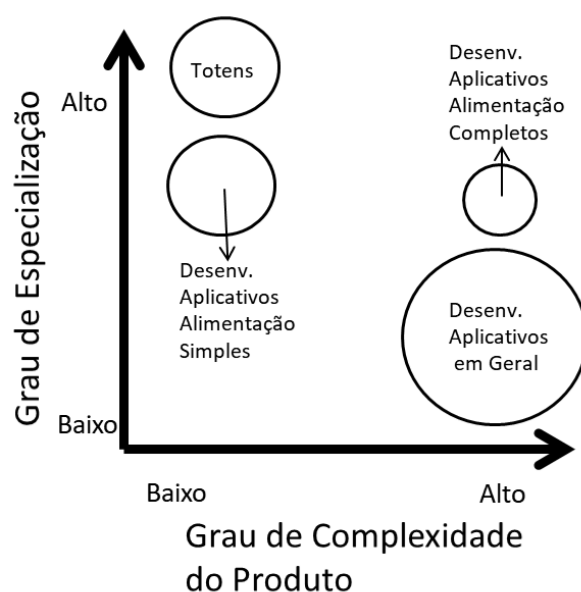 Grau de Especialização
Alto
Baixo
Totens
Desenv.
Aplicativos
Alimentação
Simples
Desenv.
Aplicativos
Alimentação
Completos
Desenv.
Aplicativos
em Geral
Baixo
Alto
Grau de Complexidade
do Produto